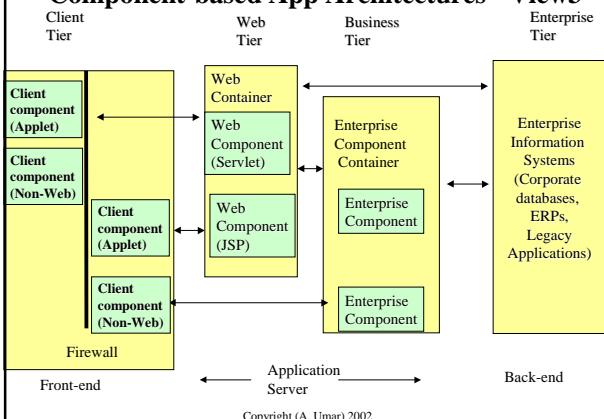 Component-based App Architectures – View3
Client
Tier
Web
Tier
Business
Tier
Enterprise
Tier
Client
component
(Applet)
Client
component
(Non-Web)
Client
component
(Applet)
Client
component
(Non-Web)
Firewall
Web
Container
Web
Component
(Servlet)
Web
Component
(JSP)
Enterprise
Component
Container
Enterprise
Component
Enterprise
Component
Enterprise
Information
Systems
(Corporate
databases,
ERPs,
Legacy
Applications)
Front-end
Application
Server
Back-end
Copyright (A. Umar) 2002